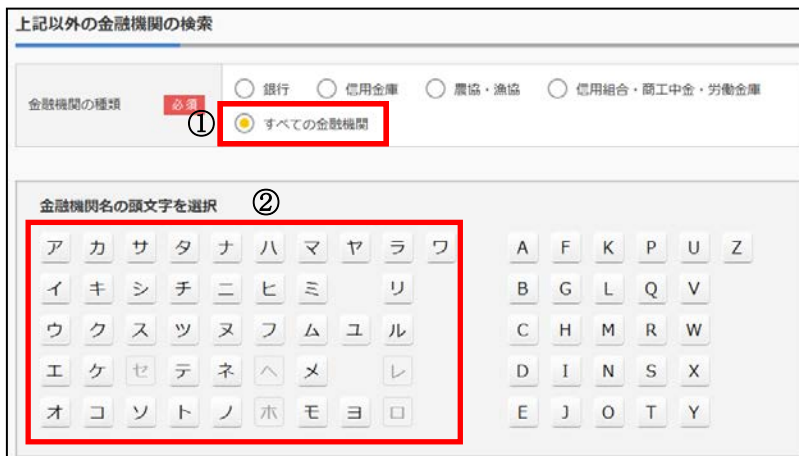 上記以外の金融機関の検索
金融機関の種類 必須 銀行 信用金庫 農協・漁協 信用組合・商工中金・労働金庫
① すべての金融機関
金融機関名の頭文字を選択 ②
ア カ サ タ ナ ハ マ ヤ ラ ワ A F K P U Z
イ キ シ チ ニ ヒ ミ リ B G L Q V
ウ ク ス ツ ヌ フ ム ユ ル C H M R W
エ ケ セ テ ネ ヘ メ レ D I N S X
オ コ ソ ト ノ ホ モ ヨ ロ E J O T Y